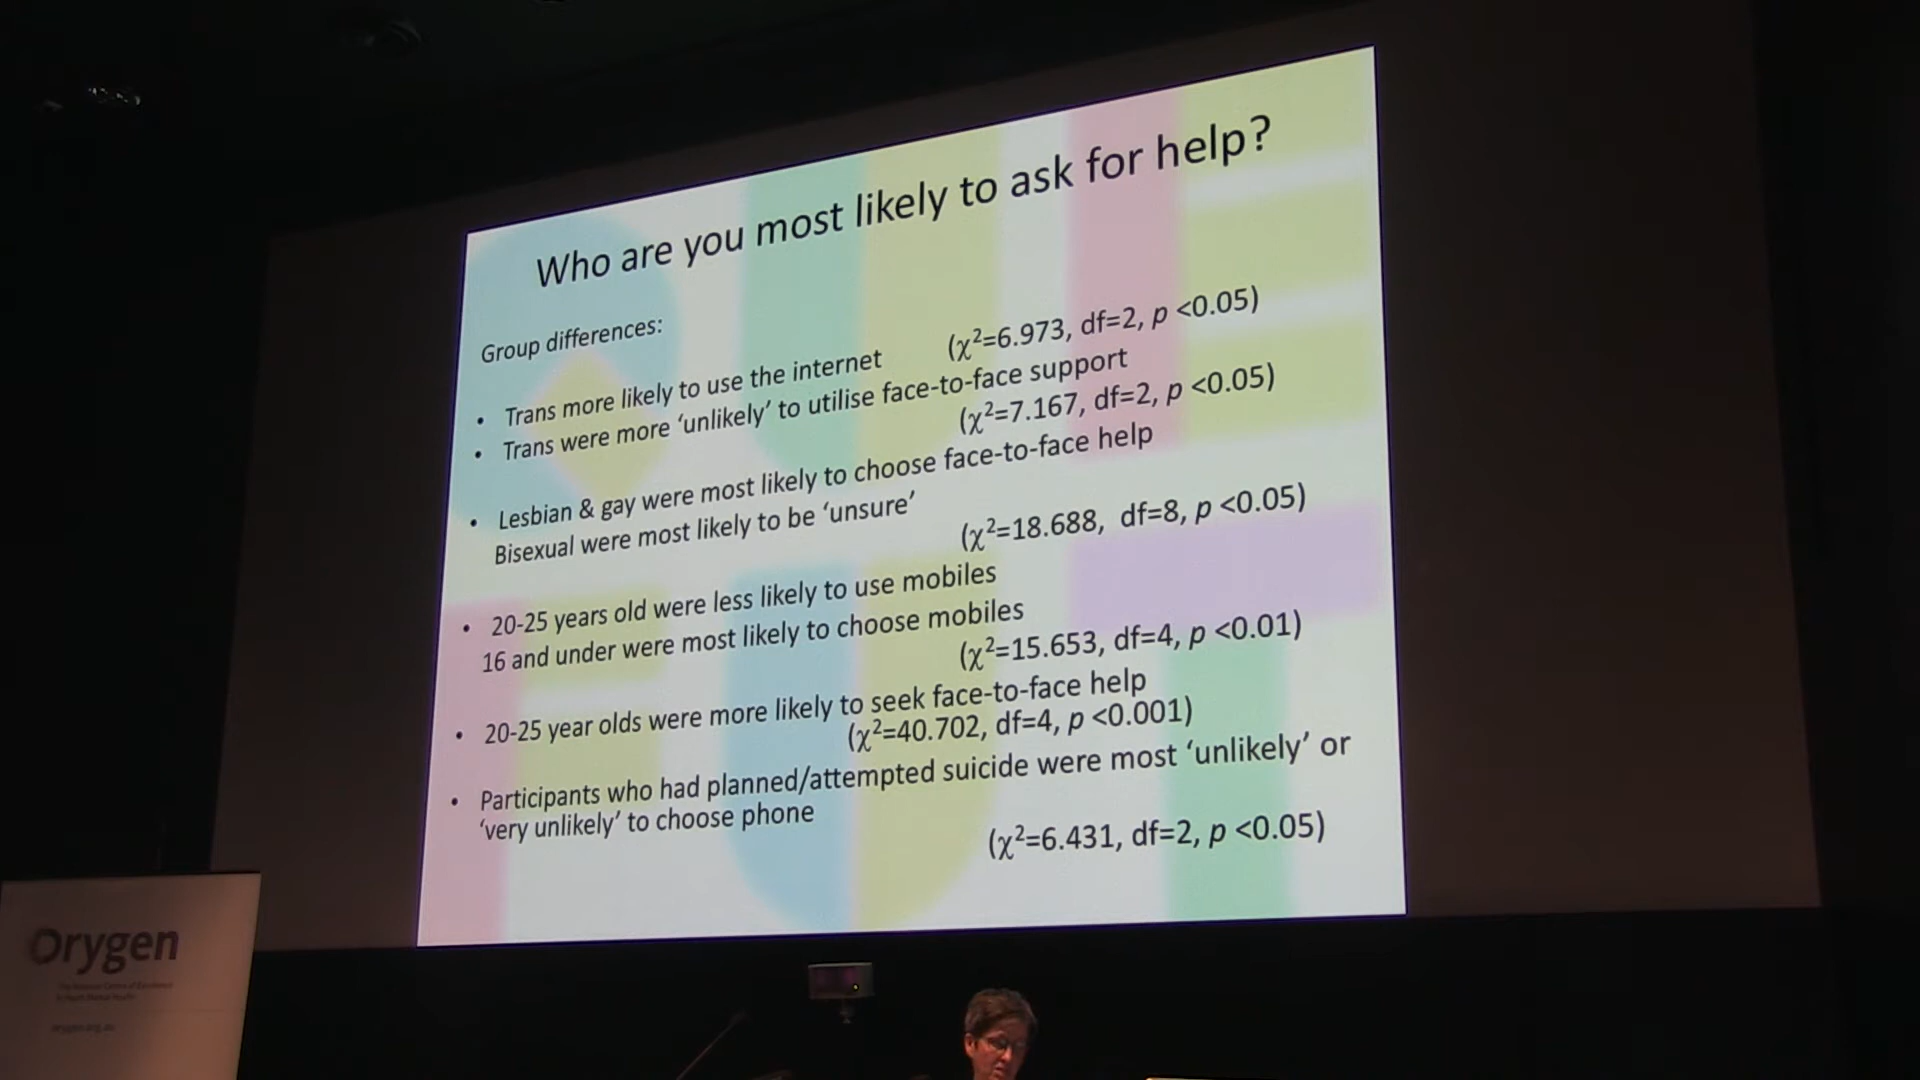 Who are you most likely to ask for help?
Group differences:
• Trans more likely to use the internet (χ²=6.973, df=2, p <0.05)
• Trans were more ‘unlikely’ to utilise face-to-face support
(χ²=7.167, df=2, p <0.05)
• Lesbian & gay were most likely to choose face-to-face help
Bisexual were most likely to be ‘unsure’
(χ²=18.688, df=8, p <0.05)
• 20-25 years old were less likely to use mobiles
16 and under were most likely to choose mobiles
(χ²=15.653, df=4, p <0.01)
• 20-25 year olds were more likely to seek face-to-face help
(χ²=40.702, df=4, p <0.001)
• Participants who had planned/attempted suicide were most ‘unlikely’ or
‘very unlikely’ to choose phone
(χ²=6.431, df=2, p <0.05)
Orygen